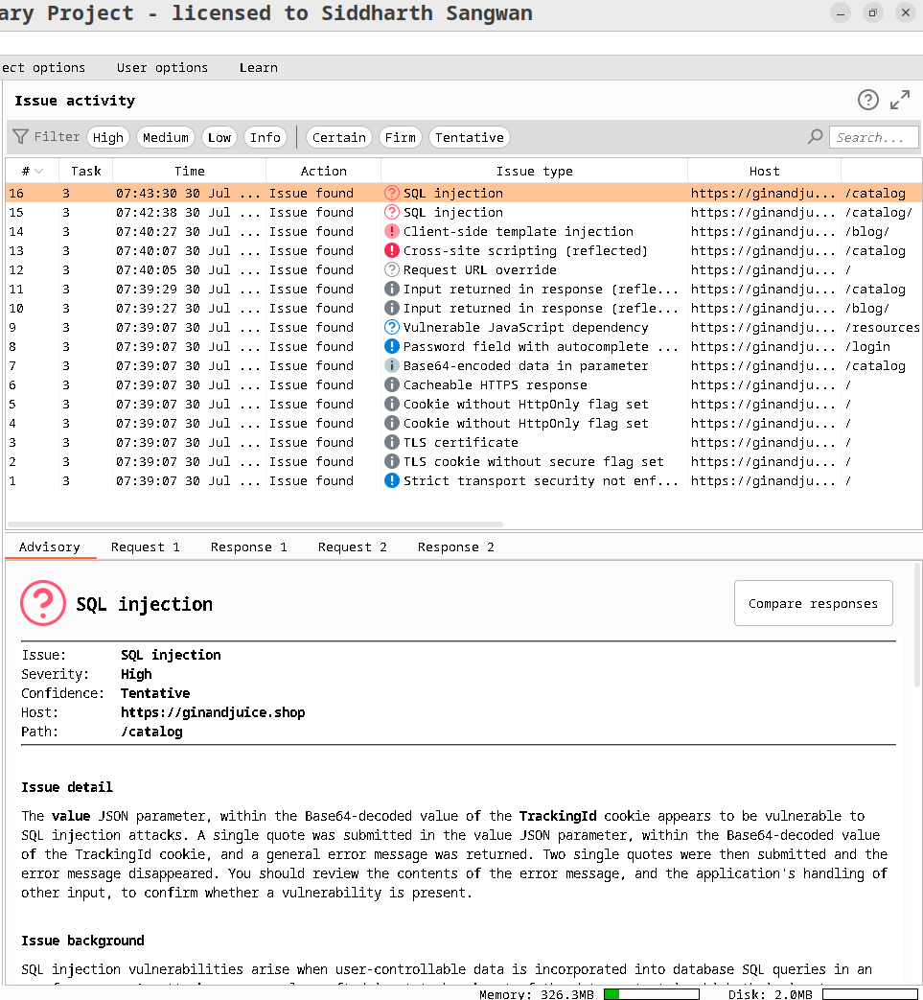 ary Project - licensed to Siddharth Sangwan
ect options User options Learn
Issue activity
Filter High Medium Low Info Certain Firm Tentative Search...
# Task Time Action Issue type Host
16 3 07:43:30 30 Jul ... Issue found SQL injection https://ginandju... /catalog
15 3 07:42:38 30 Jul ... Issue found SQL injection https://ginandju... /catalog/
14 3 07:40:27 30 Jul ... Issue found Client-side template injection https://ginandju... /blog/
13 3 07:40:07 30 Jul ... Issue found Cross-site scripting (reflected) https://ginandju... /catalog
12 3 07:40:05 30 Jul ... Issue found Request URL override https://ginandju... /
11 3 07:39:29 30 Jul ... Issue found Input returned in response (refle... https://ginandju... /catalog
10 3 07:39:27 30 Jul ... Issue found Input returned in response (refle... https://ginandju... /blog/
9 3 07:39:07 30 Jul ... Issue found Vulnerable JavaScript dependency https://ginandju... /resources
8 3 07:39:07 30 Jul ... Issue found Password field with autocomplete ... https://ginandju... /login
7 3 07:39:07 30 Jul ... Issue found Base64-encoded data in parameter https://ginandju... /catalog
6 3 07:39:07 30 Jul ... Issue found Cacheable HTTPS response https://ginandju... /
5 3 07:39:07 30 Jul ... Issue found Cookie without HttpOnly flag set https://ginandju... /
4 3 07:39:07 30 Jul ... Issue found Cookie without HttpOnly flag set https://ginandju... /
3 3 07:39:07 30 Jul ... Issue found TLS certificate https://ginandju... /
2 3 07:39:07 30 Jul ... Issue found TLS cookie without secure flag set https://ginandju... /
1 3 07:39:07 30 Jul ... Issue found Strict transport security not enf... https://ginandju... /
Advisory Request 1 Response 1 Request 2 Response 2
SQL injection Compare responses
Issue: SQL injection
Severity: High
Confidence: Tentative
Host: https://ginandjuice.shop
Path: /catalog
Issue detail
The value JSON parameter, within the Base64-decoded value of the TrackingId cookie appears to be vulnerable to
SQL injection attacks. A single quote was submitted in the value JSON parameter, within the Base64-decoded value
of the TrackingId cookie, and a general error message was returned. Two single quotes were then submitted and the
error message disappeared. You should review the contents of the error message, and the application's handling of
other input, to confirm whether a vulnerability is present.
Issue background
SQL injection vulnerabilities arise when user-controllable data is incorporated into database SQL queries in an
Memory: 326.3MB Disk: 2.0MB